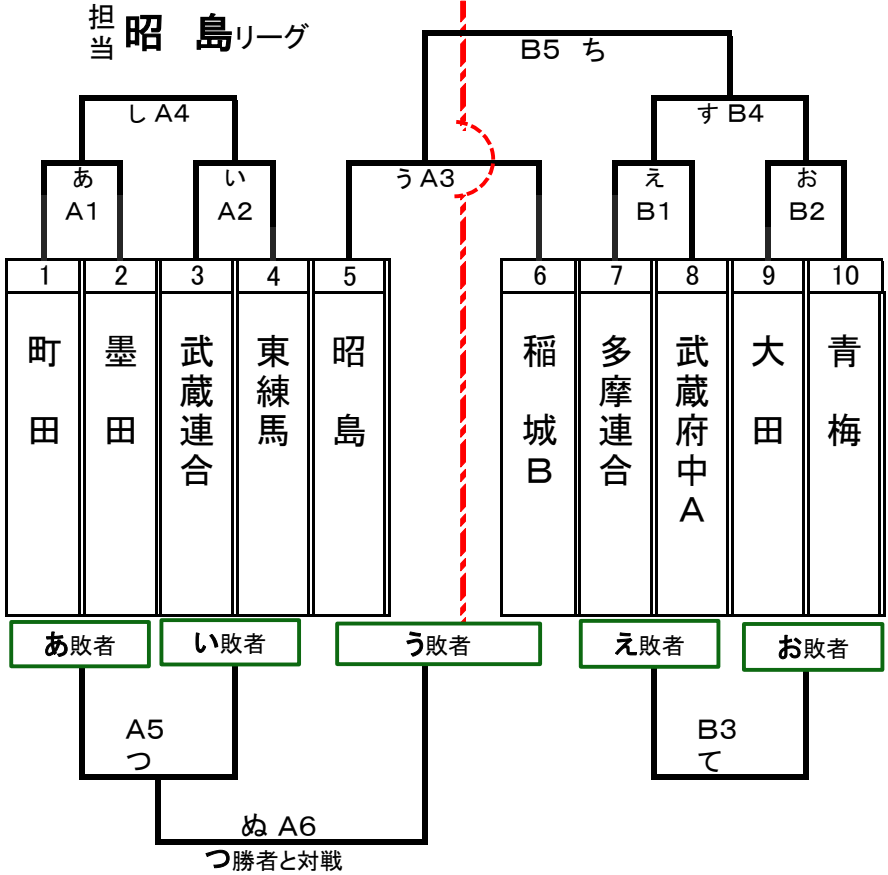 担当 昭 島リーグ
B5 ち
し A4
す B4
あ
A1
い
A2
う A3
え
B1
お
B2
1
2
3
4
5
6
7
8
9
10
町田
墨田
武蔵連合
東練馬
昭島
稲城B
多摩連合
武蔵府中A
大田
青梅
あ敗者
い敗者
う敗者
え敗者
お敗者
A5
つ
B3
て
ぬ A6
つ勝者と対戦